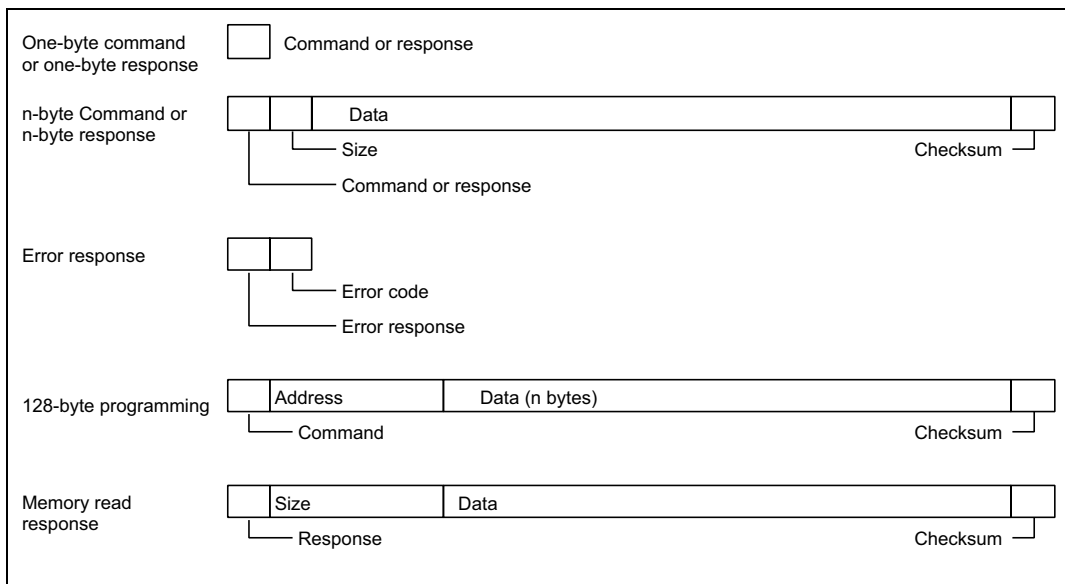 One-byte command
or one-byte response
Command or response
n-byte Command or
n-byte response
Data
Size
Checksum
Command or response
Error response
Error code
Error response
128-byte programming
Address
Data (n bytes)
Command
Checksum
Memory read
response
Size
Data
Response
Checksum